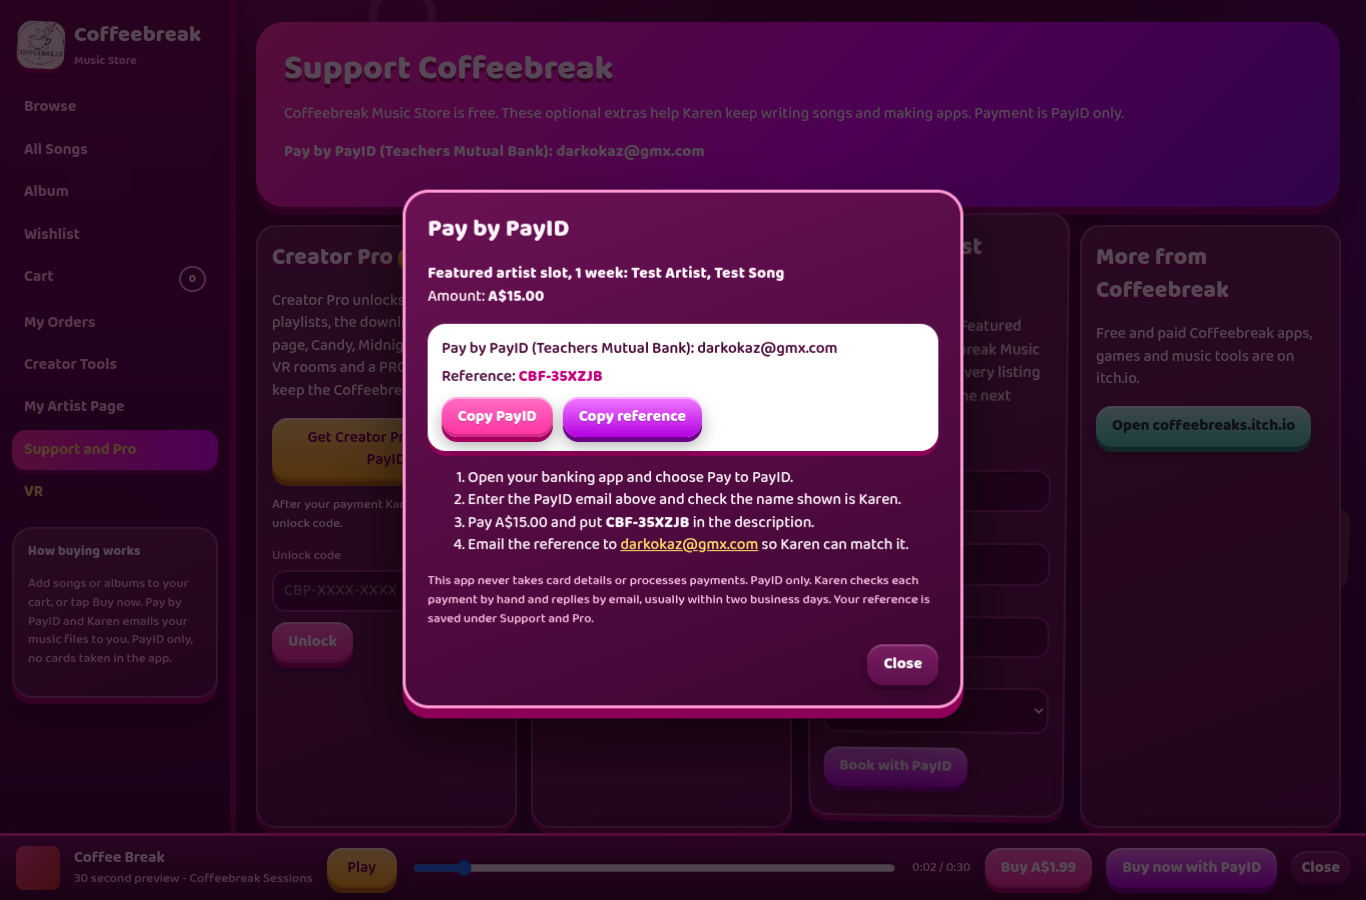 Coffeebreak
Music Store
Browse
All Songs
Album
Wishlist
Cart
0
My Orders
Creator Tools
My Artist Page
Support and Pro
VR
How buying works
Add songs or albums to your
cart, or tap Buy now. Pay by
PayID and Karen emails your
music files to you. PayID only,
no cards taken in the app.
Support Coffeebreak
Coffeebreak Music Store is free. These optional extras help Karen keep writing songs and making apps. Payment is PayID only.
Pay by PayID (Teachers Mutual Bank): darkokaz@gmx.com
Creator Pro
Creator Pro unlocks
playlists, the downl
page, Candy, Midnig
VR rooms and a PRO
keep the Coffeebre
Get Creator Pr
PayID
After your payment Kar
unlock code.
Unlock code
CBP-XXXX-XXXX
Unlock
Pay by PayID
Featured artist slot, 1 week: Test Artist, Test Song
Amount: A$15.00
Pay by PayID (Teachers Mutual Bank): darkokaz@gmx.com
Reference: CBF-35XZJB
Copy PayID
Copy reference
1. Open your banking app and choose Pay to PayID.
2. Enter the PayID email above and check the name shown is Karen.
3. Pay A$15.00 and put CBF-35XZJB in the description.
4. Email the reference to darkokaz@gmx.com so Karen can match it.
This app never takes card details or processes payments. PayID only. Karen checks each
payment by hand and replies by email, usually within two business days. Your reference is
saved under Support and Pro.
Close
st
Featured
reak Music
very listing
he next
Book with PayID
More from
Coffeebreak
Free and paid Coffeebreak apps,
games and music tools are on
itch.io.
Open coffeebreaks.itch.io
Coffee Break
30 second preview - Coffeebreak Sessions
Play
0:02 / 0:30
Buy A$1.99
Buy now with PayID
Close